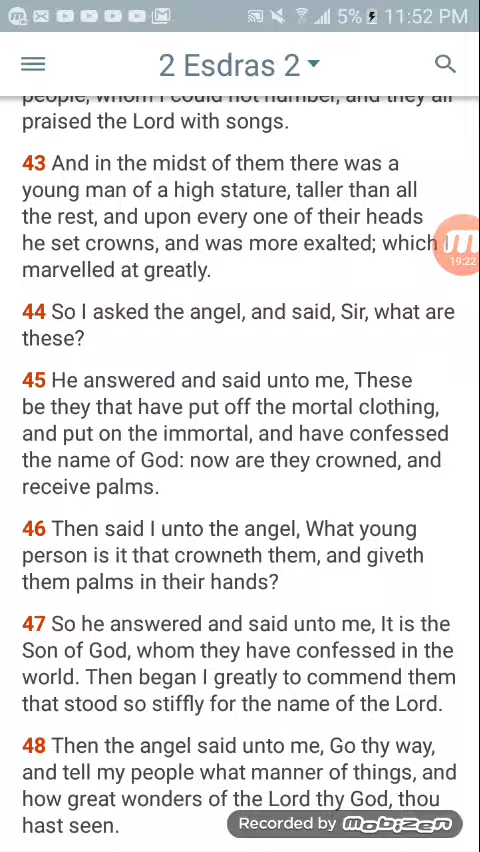 5% 11:52 PM
2 Esdras 2
people, whom I could not number, and they all
praised the Lord with songs.
43 And in the midst of them there was a
young man of a high stature, taller than all
the rest, and upon every one of their heads
he set crowns, and was more exalted; which I
marvelled at greatly.
19:22
44 So I asked the angel, and said, Sir, what are
these?
45 He answered and said unto me, These
be they that have put off the mortal clothing,
and put on the immortal, and have confessed
the name of God: now are they crowned, and
receive palms.
46 Then said I unto the angel, What young
person is it that crowneth them, and giveth
them palms in their hands?
47 So he answered and said unto me, It is the
Son of God, whom they have confessed in the
world. Then began I greatly to commend them
that stood so stiffly for the name of the Lord.
48 Then the angel said unto me, Go thy way,
and tell my people what manner of things, and
how great wonders of the Lord thy God, thou
hast seen.
Recorded by mobizen